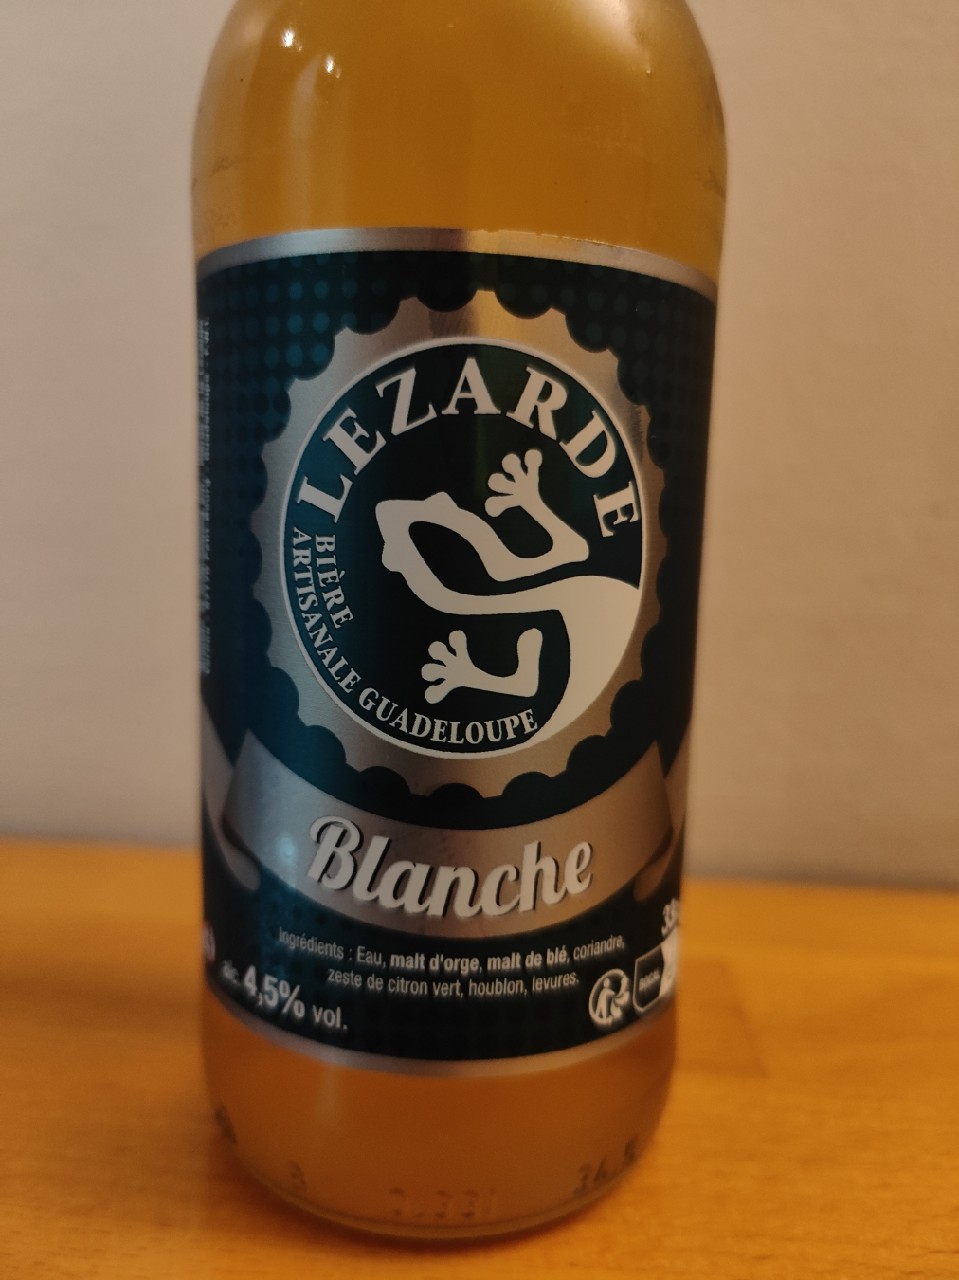 LEZARDE
BIÈRE
ARTISANALE GUADELOUPE
Blanche
Ingrédients : Eau, malt d'orge, malt de blé, coriandre,
zeste de citron vert, houblon, levures.
alc. 4,5% vol.